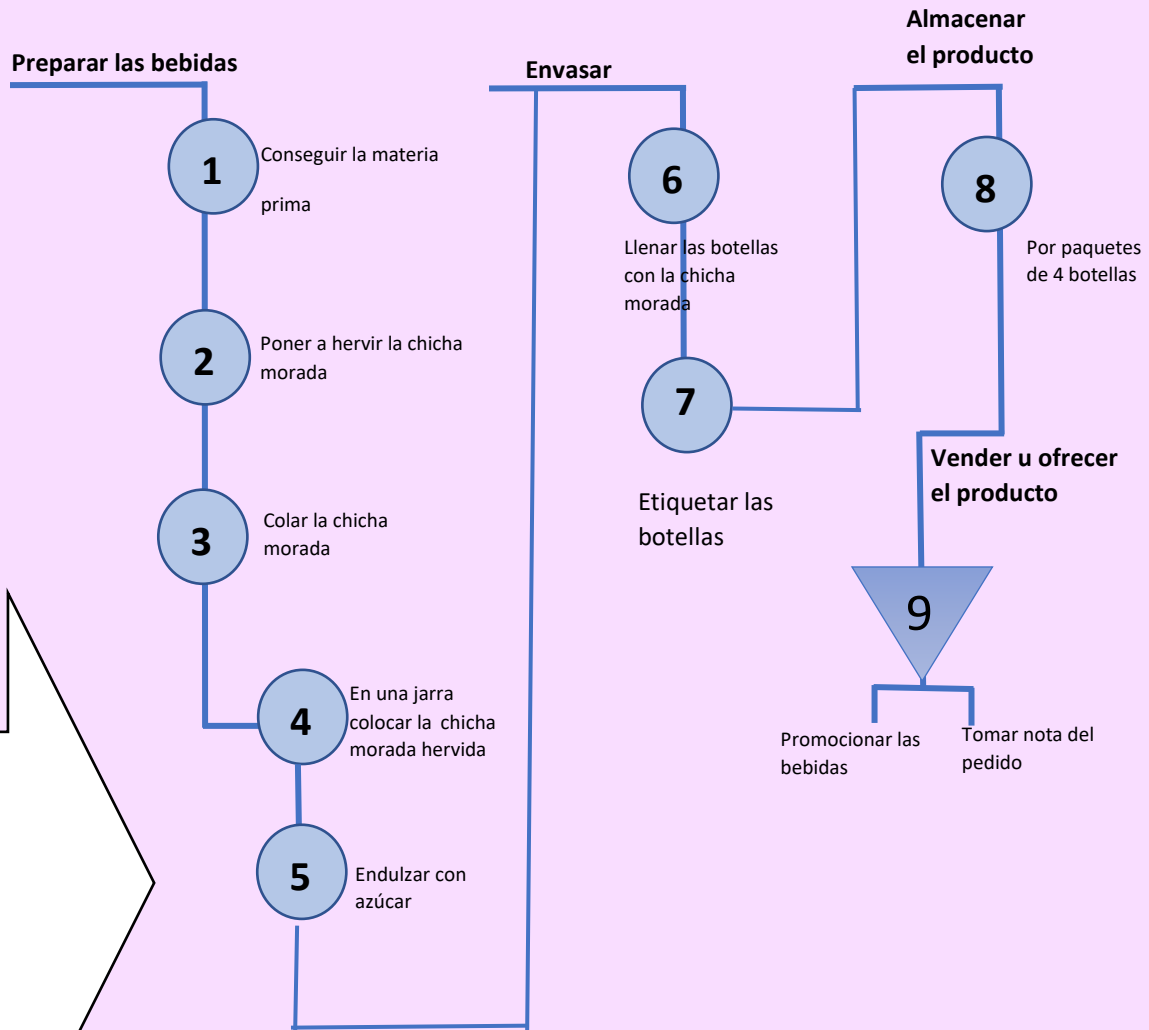 Preparar las bebidas
1
Conseguir la materia
prima
2
Poner a hervir la chicha
morada
3
Colar la chicha
morada
4
En una jarra
colocar la chicha
morada hervida
5
Endulzar con
azúcar
Envasar
6
Llenar las botellas
con la chicha
morada
7
Etiquetar las
botellas
Almacenar
el producto
8
Por paquetes
de 4 botellas
Vender u ofrecer
el producto
9
Promocionar las
bebidas
Tomar nota del
pedido